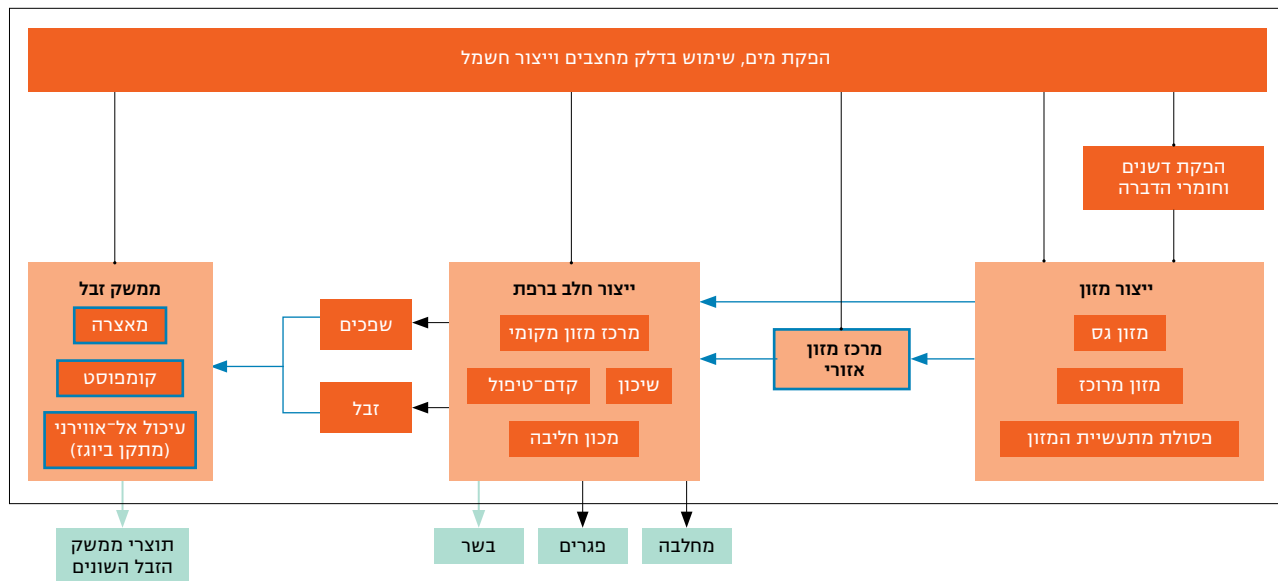 הפקת מים, שימוש בדלק מחצבים וייצור חשמל
הפקת דשנים
וחומרי הדברה
ייצור מזון
מזון גס
מזון מרוכז
פסולת מתעשיית המזון
מרכז מזון
אזורי
ייצור חלב ברפת
מרכז מזון מקומי
שיכון
קדם־טיפול
מכון חליבה
שפכים
זבל
ממשק זבל
מאצרה
קומפוסט
עיכול אל־אווירני
(מתקן ביוגז)
מחלבה
פגרים
בשר
תוצרי ממשק
הזבל השונים